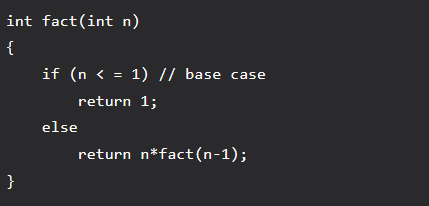 int fact(int n)
{
    if (n < = 1) // base case
        return 1;
    else
        return n*fact(n-1);
}